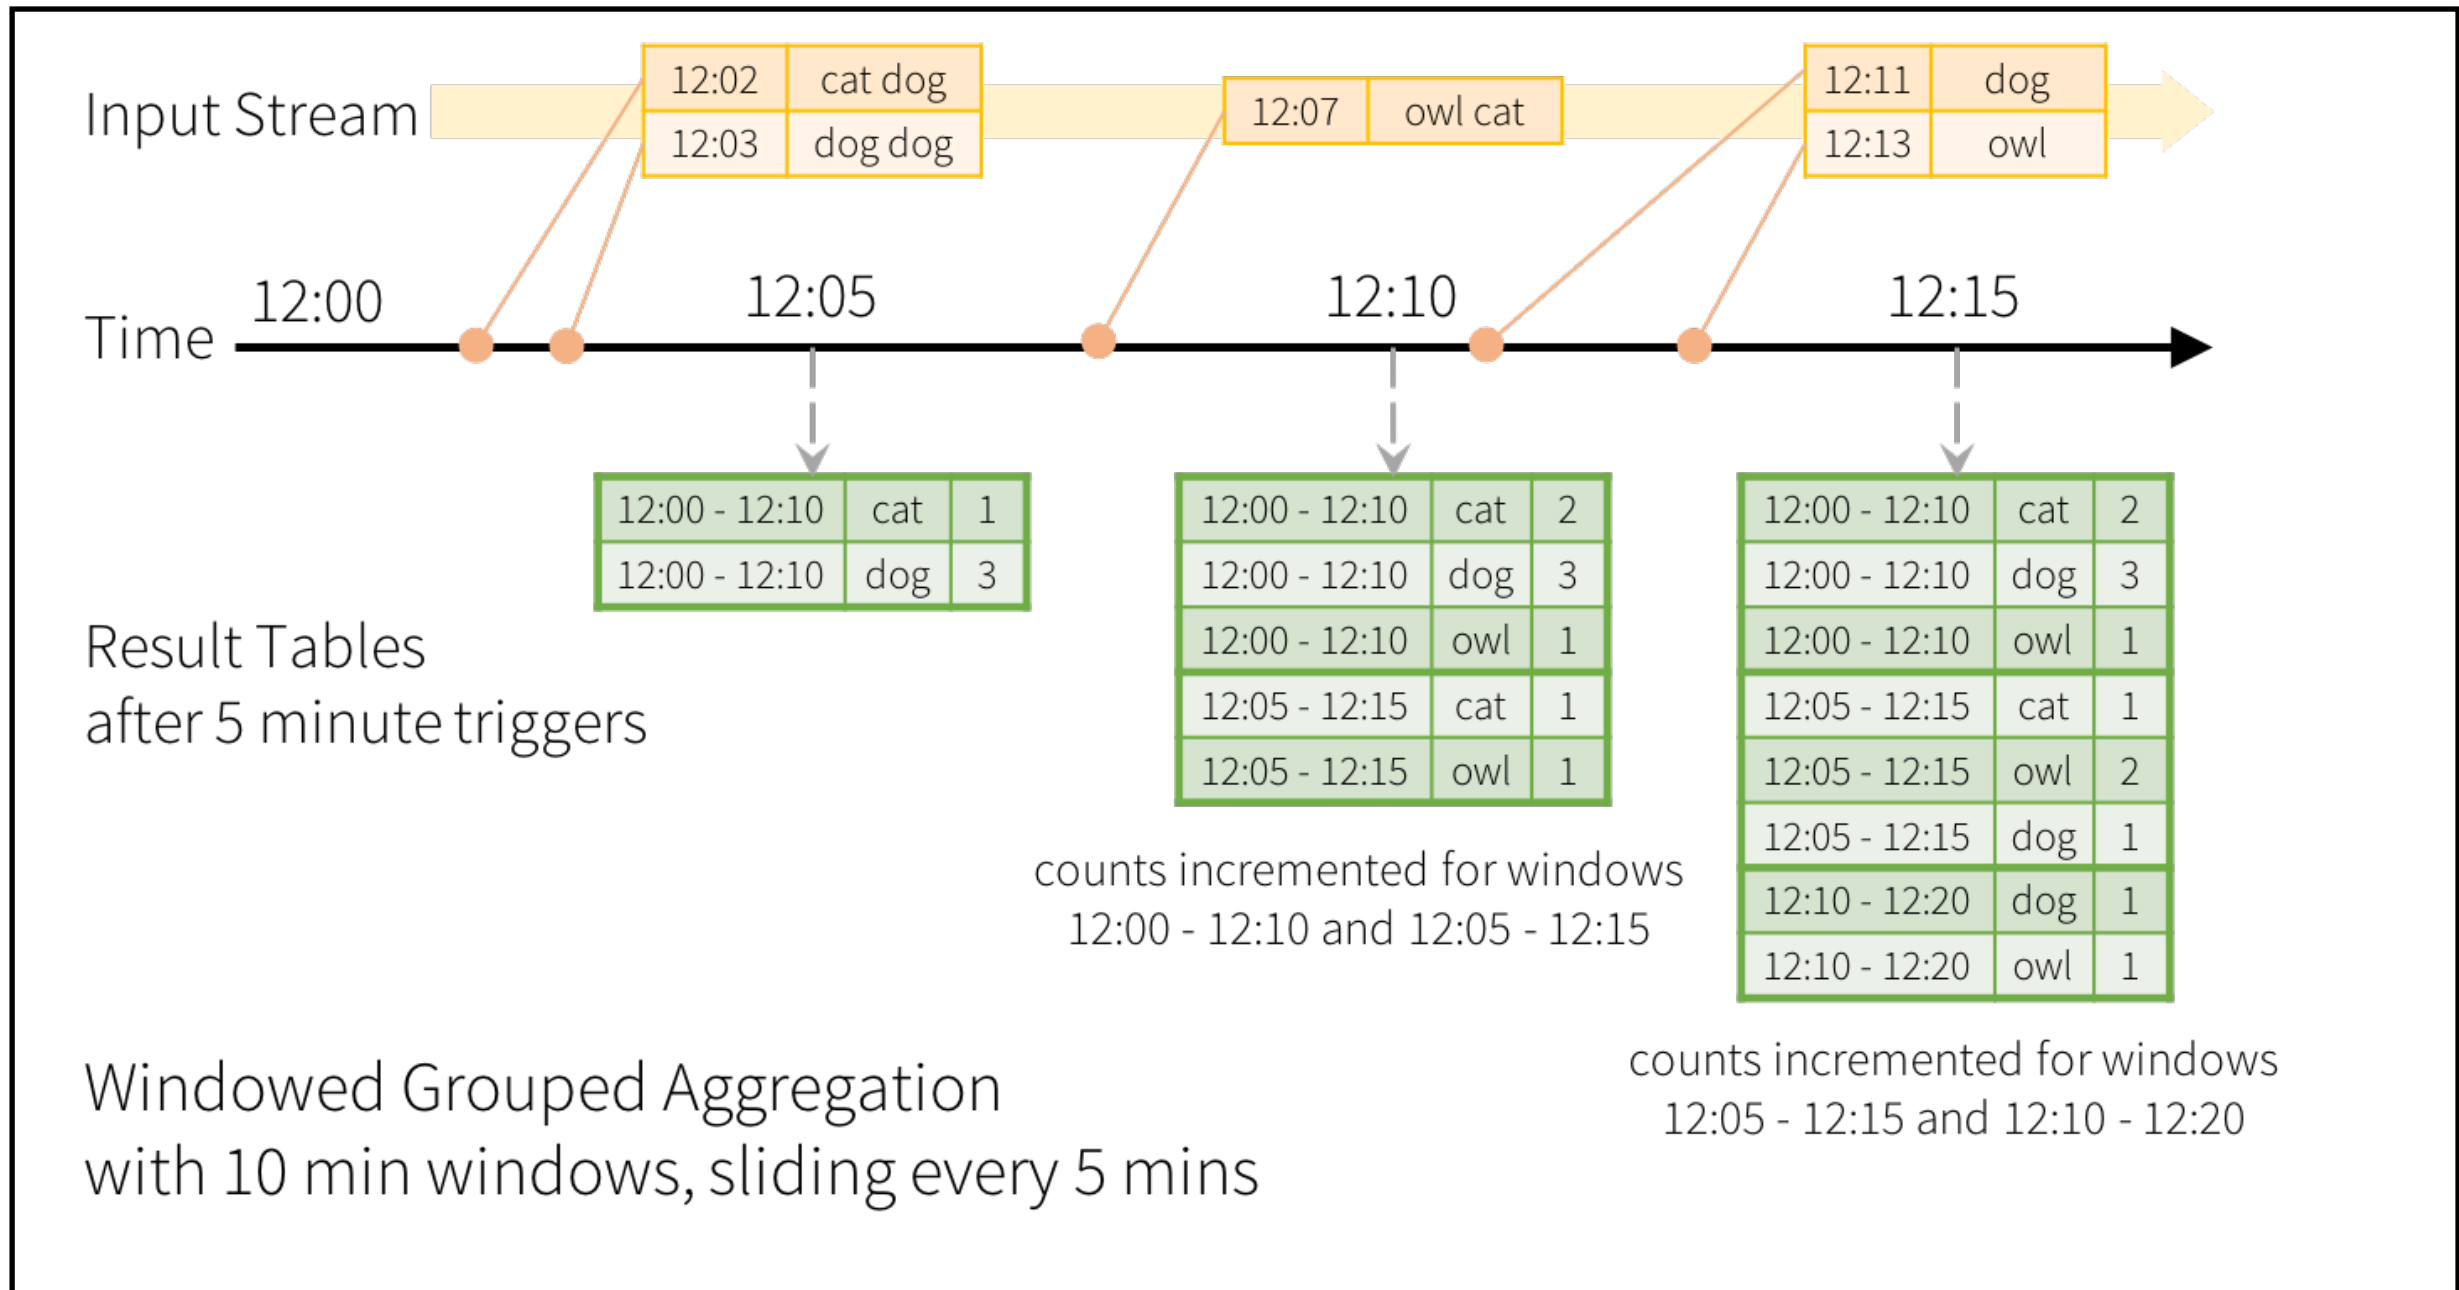 Input Stream
12:02 cat dog
12:03 dog dog
12:07 owl cat
12:11 dog
12:13 owl
Time
12:00 12:05 12:10 12:15
Result Tables
after 5 minute triggers
12:00 - 12:10 cat 1
12:00 - 12:10 dog 3
12:00 - 12:10 cat 2
12:00 - 12:10 dog 3
12:00 - 12:10 owl 1
12:05 - 12:15 cat 1
12:05 - 12:15 owl 1
counts incremented for windows
12:00 - 12:10 and 12:05 - 12:15
12:00 - 12:10 cat 2
12:00 - 12:10 dog 3
12:00 - 12:10 owl 1
12:05 - 12:15 cat 1
12:05 - 12:15 owl 2
12:05 - 12:15 dog 1
12:10 - 12:20 dog 1
12:10 - 12:20 owl 1
counts incremented for windows
12:05 - 12:15 and 12:10 - 12:20
Windowed Grouped Aggregation
with 10 min windows, sliding every 5 mins